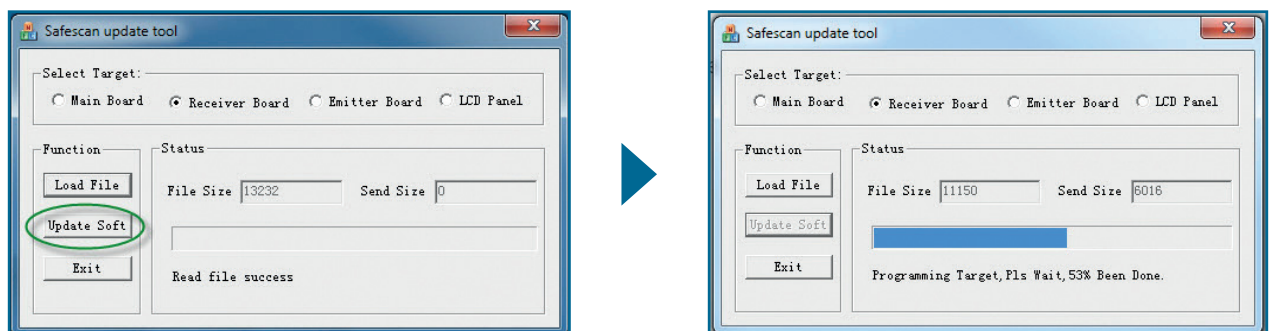 Safescan update tool
Select Target:
Main Board Receiver Board Emitter Board LCD Panel
Function
Load File
Update Soft
Exit
Status
File Size 13232 Send Size 0
Read file success
Safescan update tool
Select Target:
Main Board Receiver Board Emitter Board LCD Panel
Function
Load File
Update Soft
Exit
Status
File Size 11150 Send Size 6016
Programming Target,Pls Wait,53% Been Done.